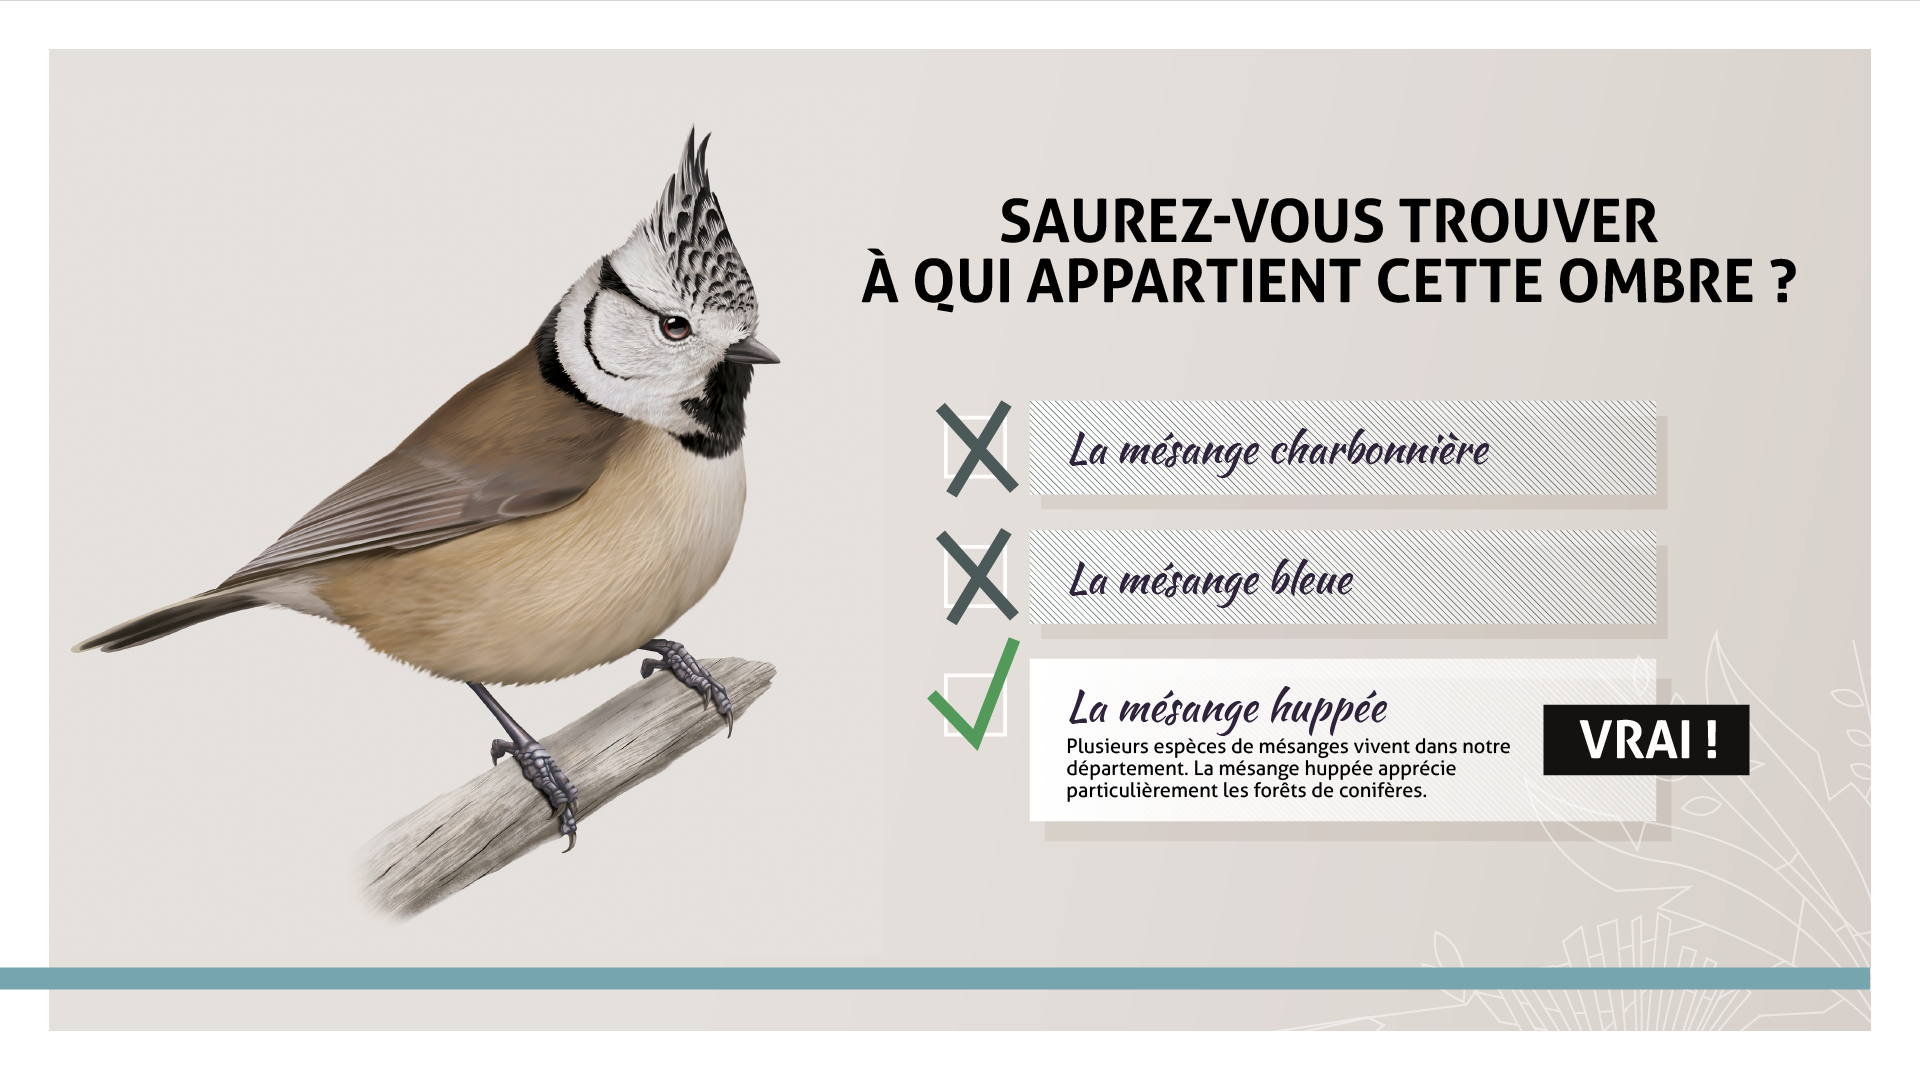 SAUREZ-VOUS TROUVER
À QUI APPARTIENT CETTE OMBRE ?
La mésange charbonnière
La mésange bleue
La mésange huppée
Plusieurs espèces de mésanges vivent dans notre
département. La mésange huppée apprécie
particulièrement les forêts de conifères.
VRAI !